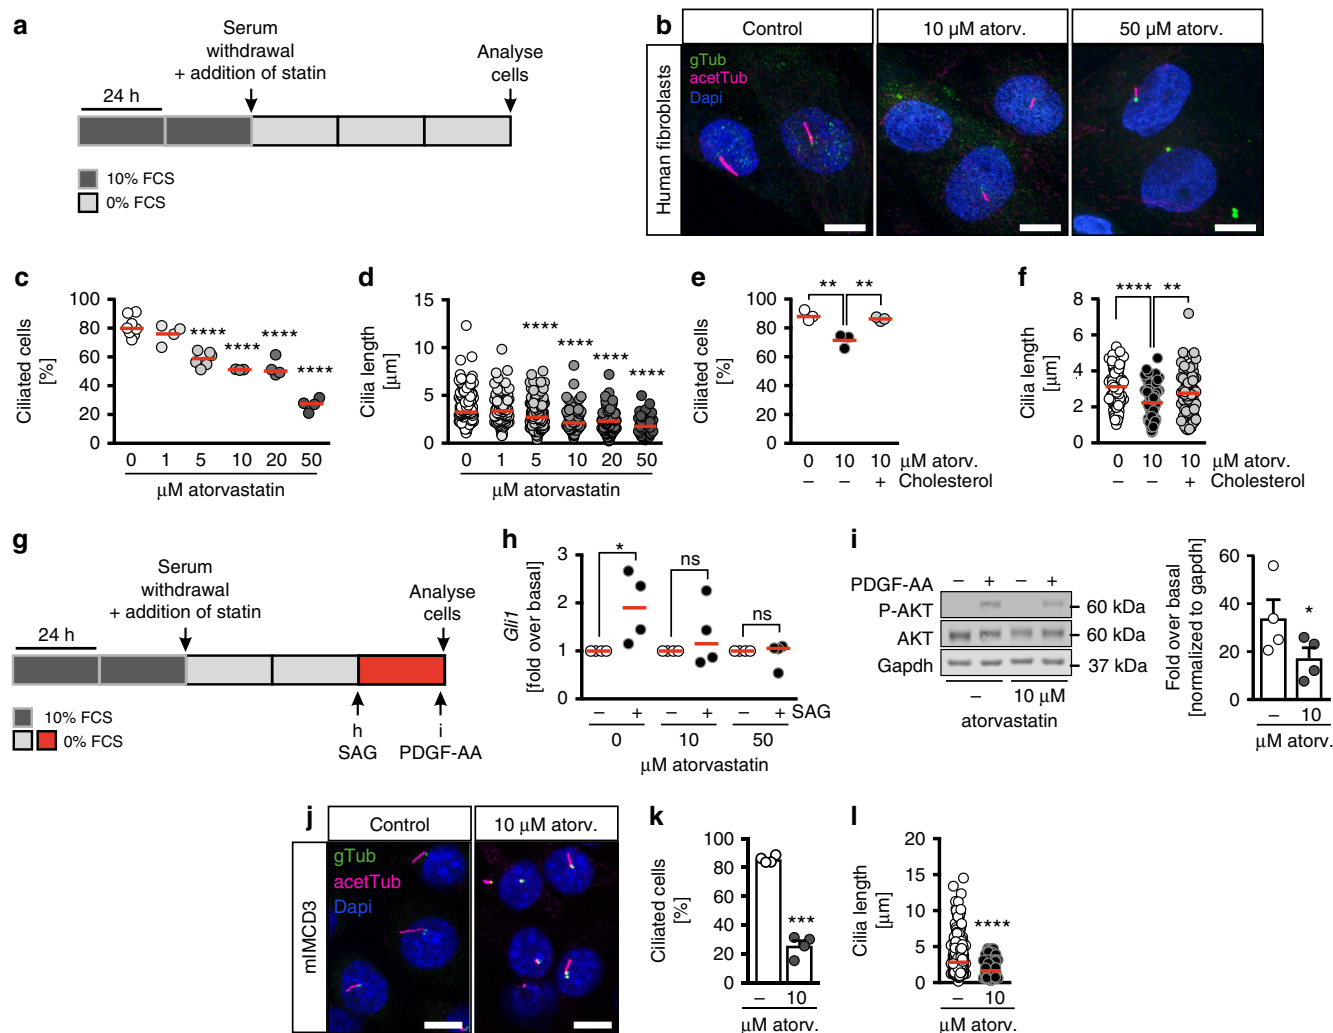 a
Serum
withdrawal
+ addition of statin
Analyse
cells
24 h
10% FCS
0% FCS
b
Control
10 μM atorv.
50 μM atorv.
Human fibroblasts
gTub
acetTub
Dapi
c
Ciliated cells
[%]
100
80
60
40
20
0
**** **** **** ****
0 1 5 10 20 50
μM atorvastatin
d
Cilia length
[μm]
15
10
5
0
**** **** **** ****
0 1 5 10 20 50
μM atorvastatin
e
Ciliated cells
[%]
100
80
60
40
20
0
** **
0 10 10 μM atorv.
– – + Cholesterol
f
Cilia length
[μm]
8
6
4
2
0
**** **
0 10 10 μM atorv.
– – + Cholesterol
g
Serum
withdrawal
+ addition of statin
Analyse
cells
24 h
10% FCS
0% FCS
h
SAG
i
PDGF-AA
h
Gli1
[fold over basal]
3
2
1
0
* ns ns
– + – + – + SAG
0 10 50
μM atorvastatin
i
PDGF-AA – + – +
P-AKT 60 kDa
AKT 60 kDa
Gapdh 37 kDa
– 10 μM
atorvastatin
Fold over basal
[normalized to gapdh]
60
40
20
0
*
– 10
μM atorv.
j
Control
10 μM atorv.
mIMCD3
gTub
acetTub
Dapi
k
Ciliated cells
[%]
100
80
60
40
20
0
***
– 10
μM atorv.
l
Cilia length
[μm]
20
15
10
5
0
****
– 10
μM atorv.